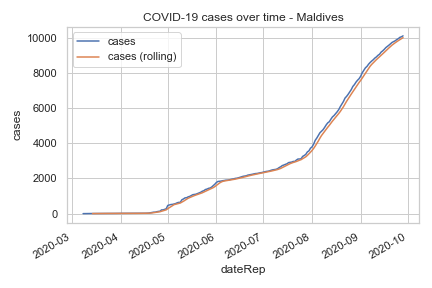 COVID-19 cases over time - Maldives
cases
cases (rolling)
10000
8000
6000
4000
2000
0
cases
2020-03
2020-04
2020-05
2020-06
2020-07
2020-08
2020-09
2020-10
dateRep